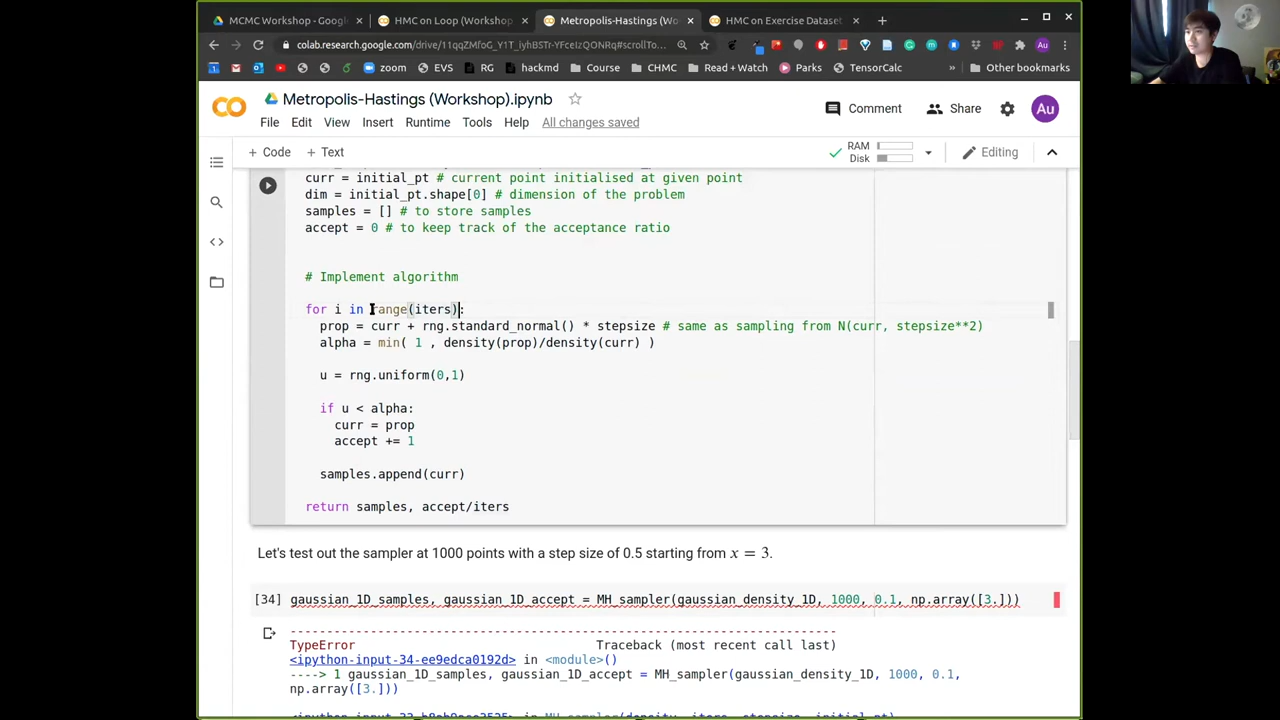 MCMC Workshop - Google
HMC on Loop (Workshop
Metropolis-Hastings (Wo
HMC on Exercise Dataset
colab.research.google.com/drive/
zoom
EVS
RG
hackmd
Course
CHMC
Read + Watch
Parks
TensorCalc
Other bookmarks
Metropolis-Hastings (Workshop).ipynb
Comment
Share
Au
File Edit View Insert Runtime Tools Help All changes saved
+ Code + Text
RAM
Disk
Editing
curr = initial_pt # current point initialised at given point
dim = initial_pt.shape[0] # dimension of the problem
samples = [] # to store samples
accept = 0 # to keep track of the acceptance ratio
# Implement algorithm
for i in range(iters):
prop = curr + rng.standard_normal() * stepsize # same as sampling from N(curr, stepsize**2)
alpha = min( 1 , density(prop)/density(curr) )
u = rng.uniform(0,1)
if u < alpha:
curr = prop
accept += 1
samples.append(curr)
return samples, accept/iters
Let's test out the sampler at 1000 points with a step size of 0.5 starting from x = 3.
[34] gaussian_1D_samples, gaussian_1D_accept = MH_sampler(gaussian_density_1D, 1000, 0.1, np.array([3.]))
TypeError Traceback (most recent call last)
<ipython-input-34-ee9edca0192d> in <module>()
----> 1 gaussian_1D_samples, gaussian_1D_accept = MH_sampler(gaussian_density_1D, 1000, 0.1,
np.array([3.]))